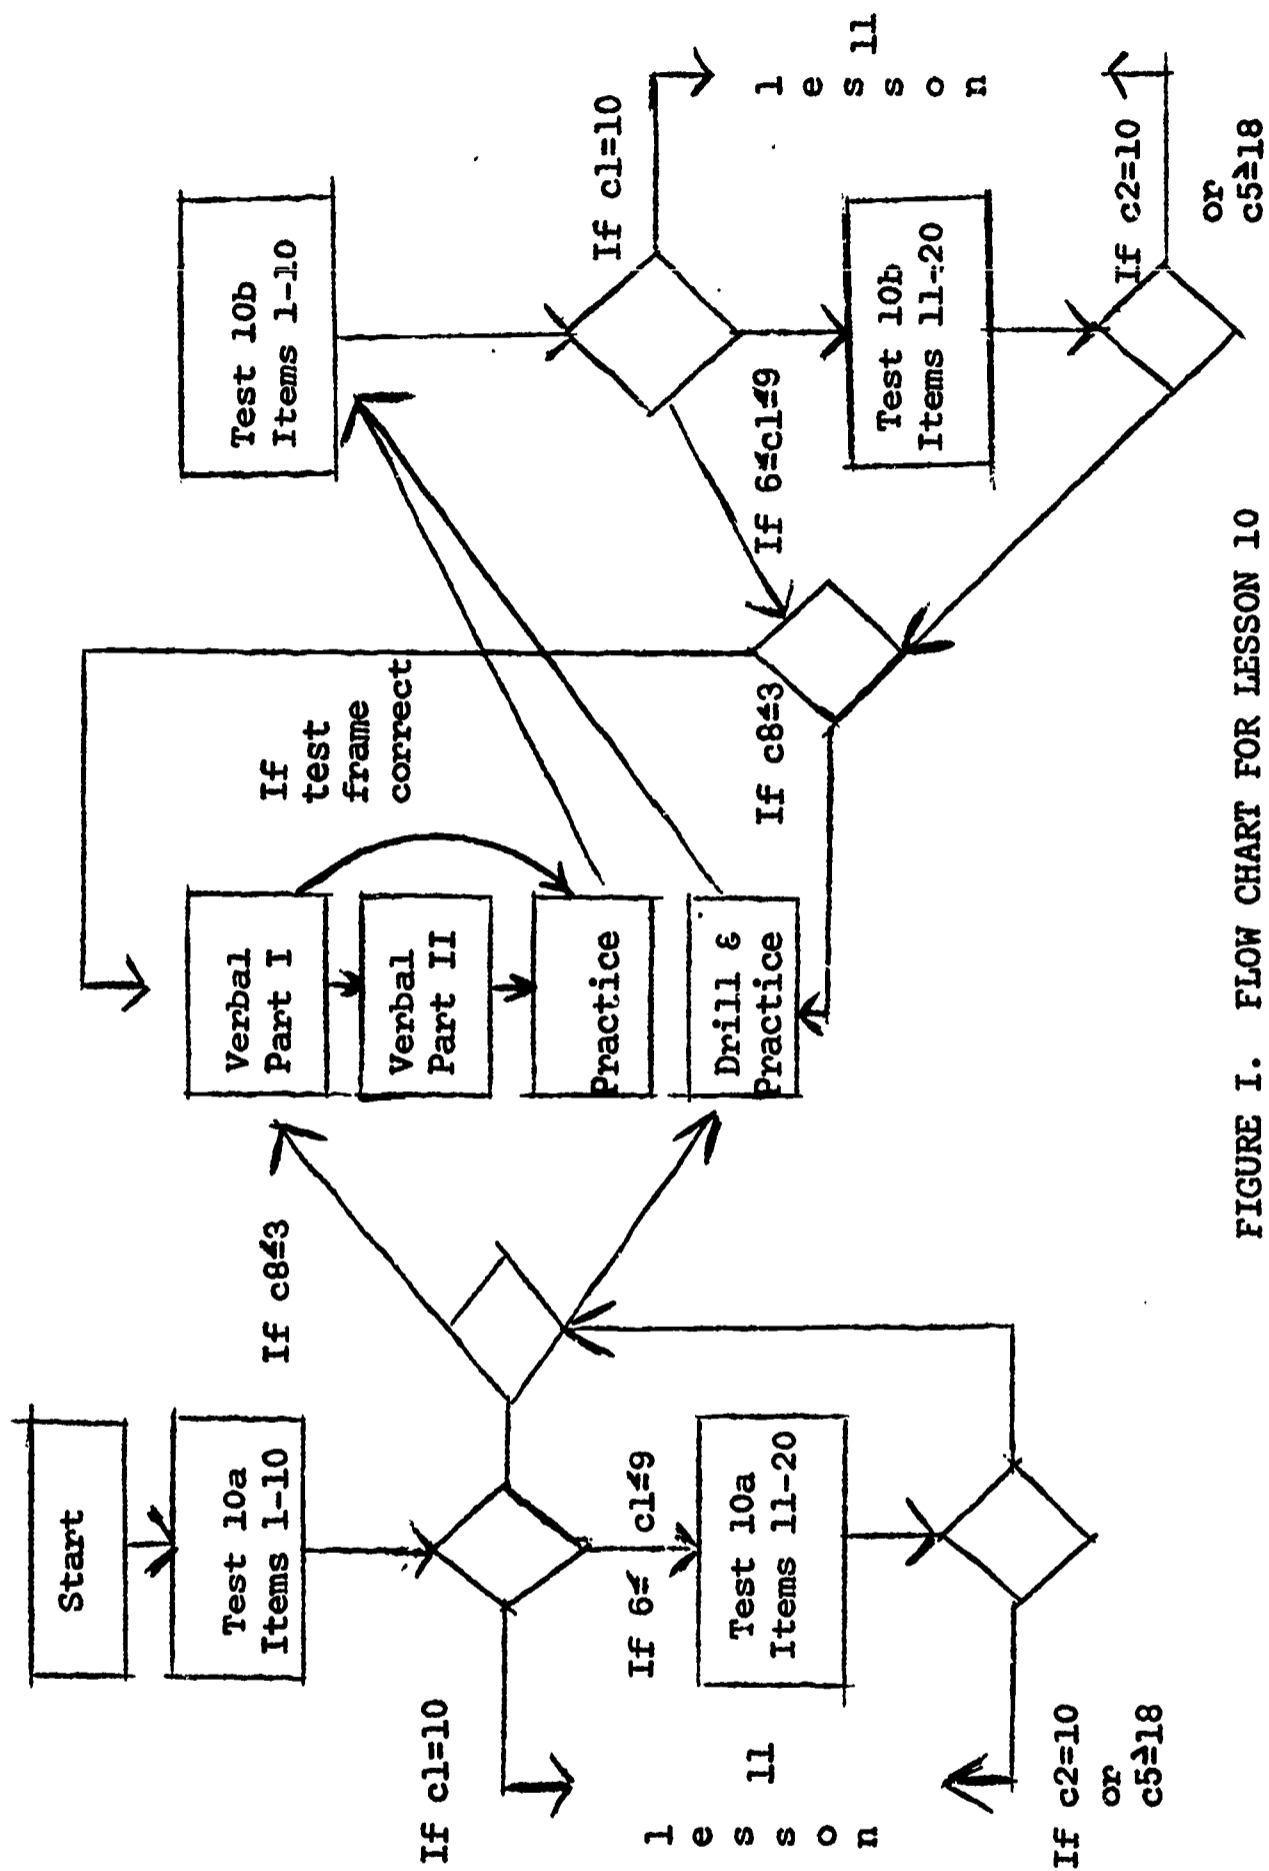 Start
Test 10a
Items 1-10
If c1=10
If 6≤ c1≤9
Test 10a
Items 11-20
l
e
s
s
o
n
11
If c2=10
or
c5≥18
If c8≤3
Verbal
Part I
Verbal
Part II
Practice
Drill &
Practice
If
test
frame
correct
If c8≤3
Test 10b
Items 1-10
If c1=10
If 6≤c1≤9
Test 10b
Items 11-20
l
e
s
s
o
n
11
If c2=10
or
c5≥18
FIGURE I. FLOW CHART FOR LESSON 10